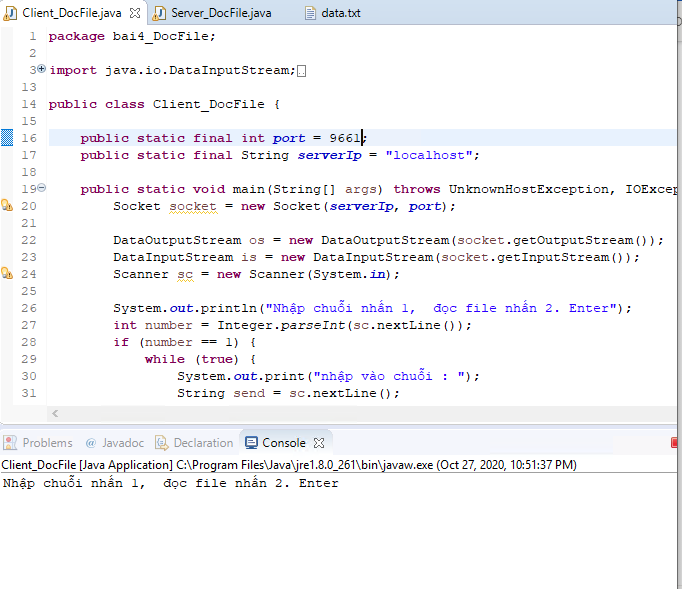 Client_DocFile.java Server_DocFile.java data.txt
1 package bai4_DocFile;
2
3 import java.io.DataInputStream;
13
14 public class Client_DocFile {
15
16 public static final int port = 9661;
17 public static final String serverIp = "localhost";
18
19 public static void main(String[] args) throws UnknownHostException, IOExcep
20 Socket socket = new Socket(serverIp, port);
21
22 DataOutputStream os = new DataOutputStream(socket.getOutputStream());
23 DataInputStream is = new DataInputStream(socket.getInputStream());
24 Scanner sc = new Scanner(System.in);
25
26 System.out.println("Nhập chuỗi nhấn 1,  đọc file nhấn 2. Enter");
27 int number = Integer.parseInt(sc.nextLine());
28 if (number == 1) {
29 while (true) {
30 System.out.print("nhập vào chuỗi : ");
31 String send = sc.nextLine();
Problems @ Javadoc Declaration Console
Client_DocFile [Java Application] C:\Program Files\Java\jre1.8.0_261\bin\javaw.exe (Oct 27, 2020, 10:51:37 PM)
Nhập chuỗi nhấn 1,  đọc file nhấn 2. Enter